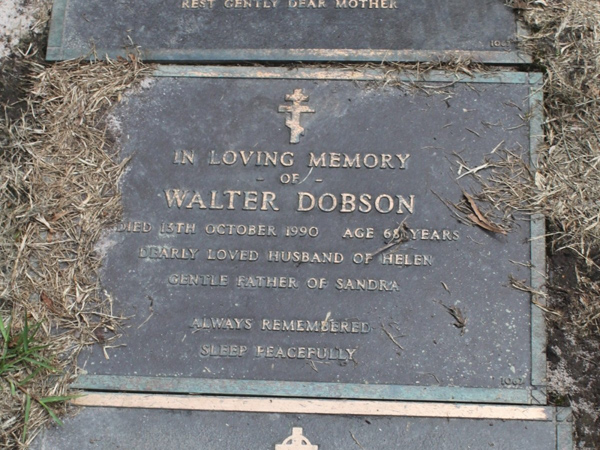 REST GENTLY DEAR MOTHER
IN LOVING MEMORY
- OF -
WALTER DOBSON
DIED 13TH OCTOBER 1990 AGE 68 YEARS
DEARLY LOVED HUSBAND OF HELEN
GENTLE FATHER OF SANDRA
ALWAYS REMEMBERED
SLEEP PEACEFULLY